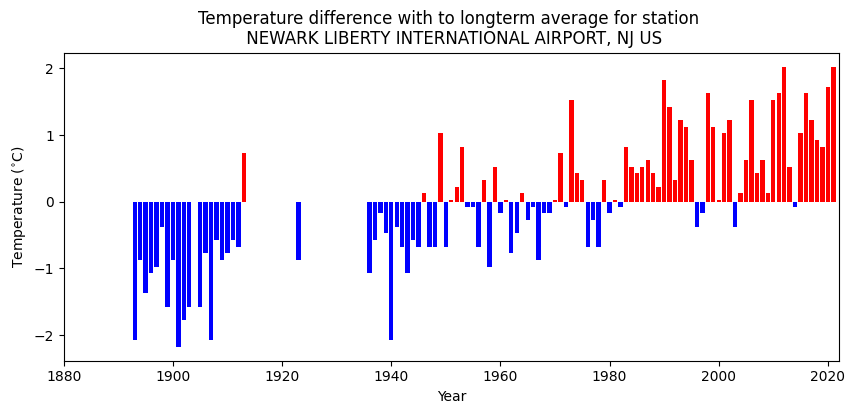 Temperature difference with to longterm average for station
NEWARK LIBERTY INTERNATIONAL AIRPORT, NJ US
2
1
0
−1
−2
Temperature (°C)
1880 1900 1920 1940 1960 1980 2000 2020
Year